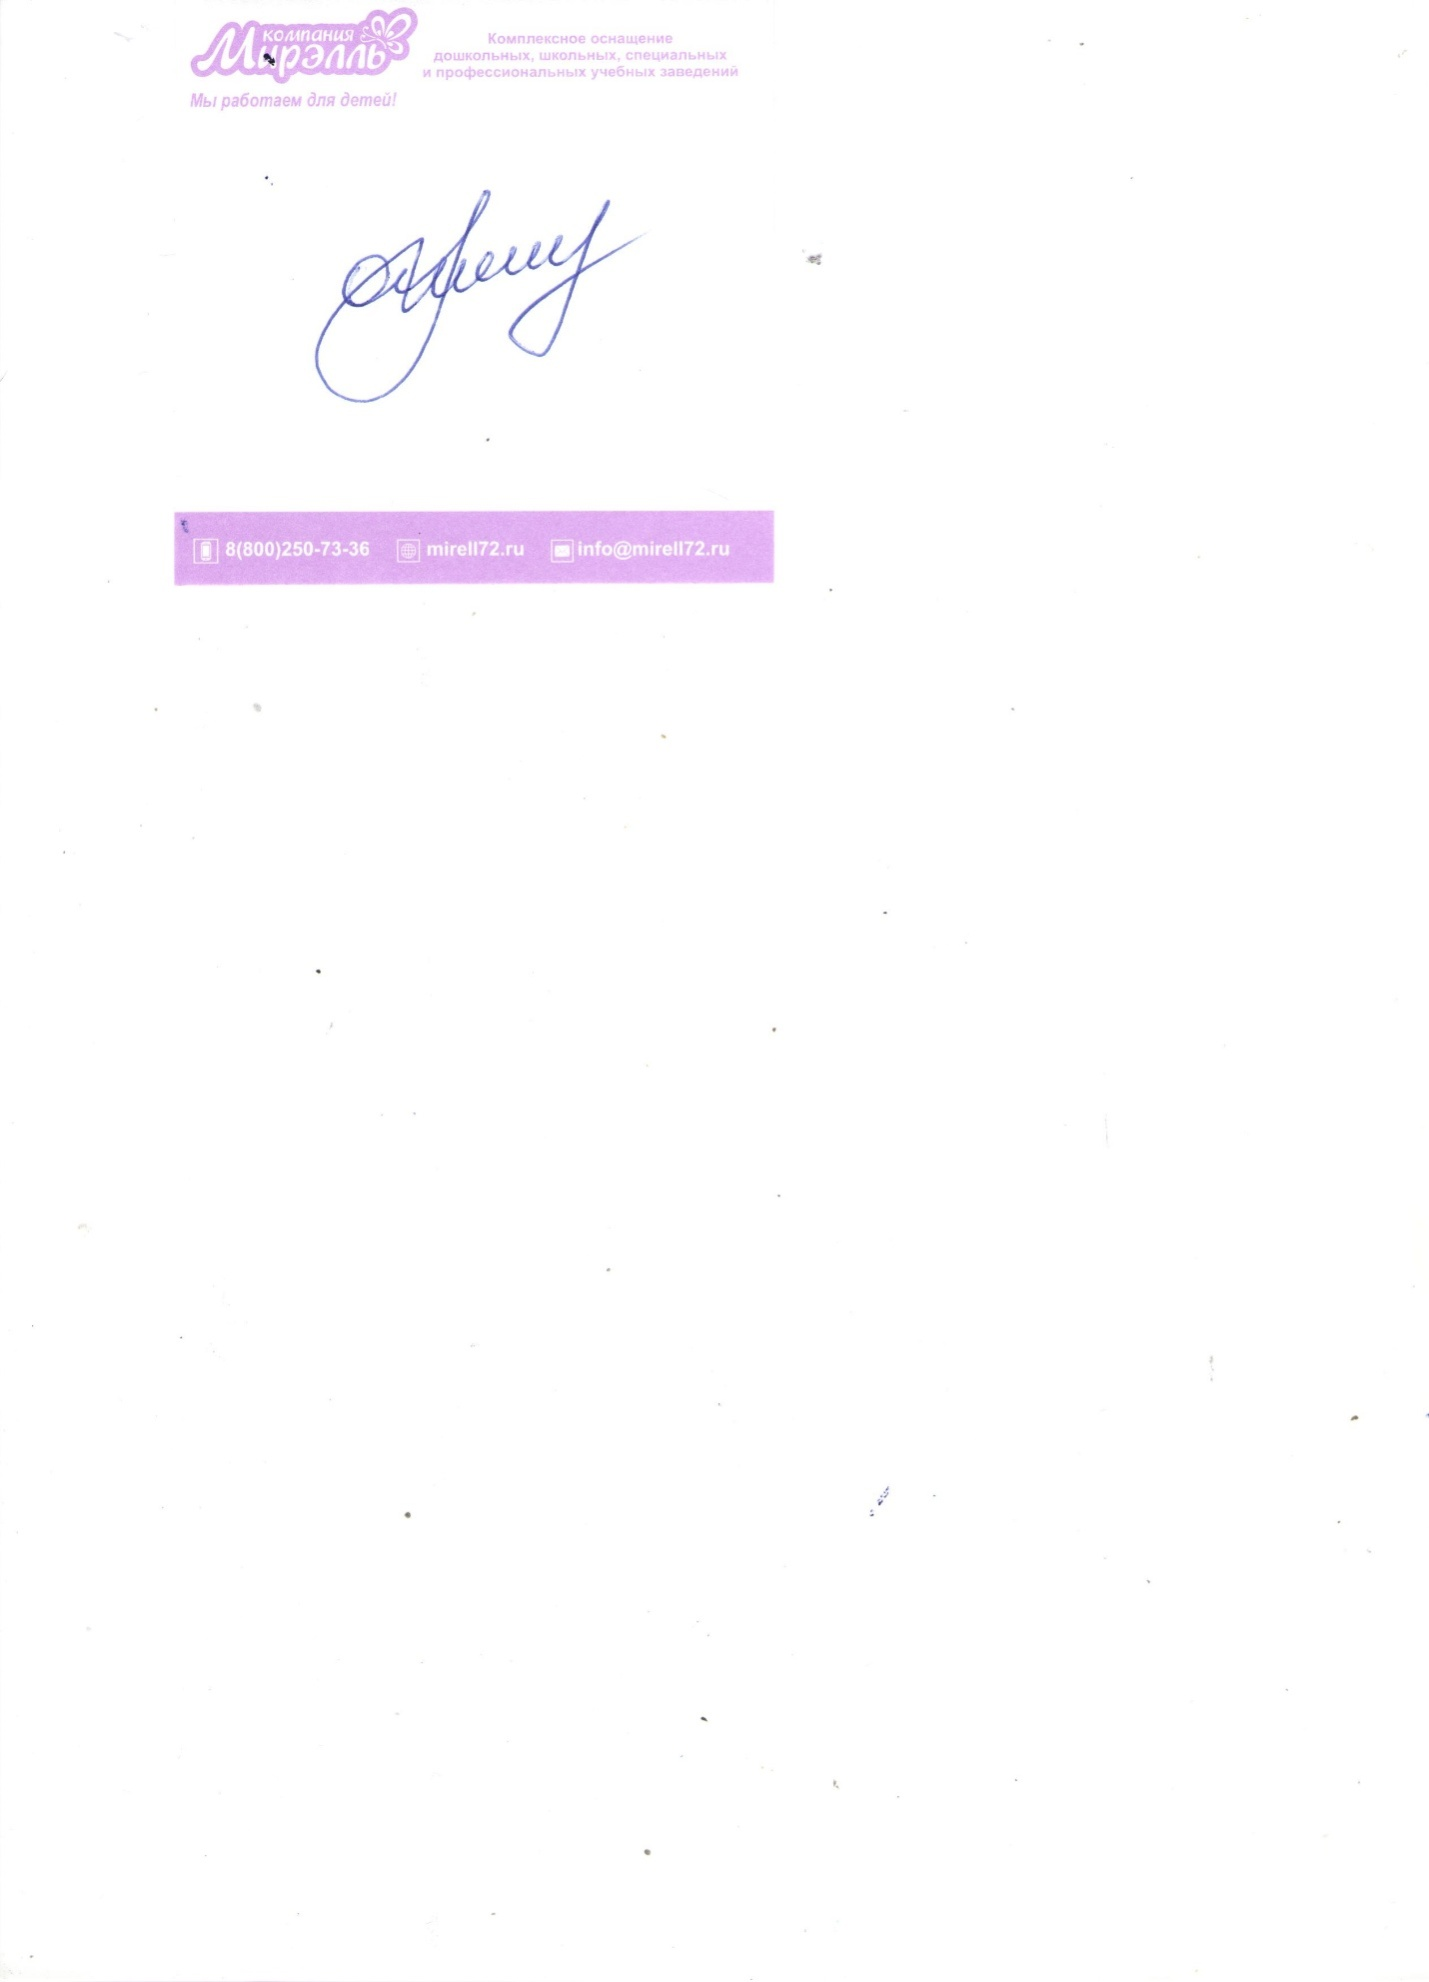 компания
Мирэлль
Мы работаем для детей!
Комплексное оснащение
дошкольных, школьных, специальных
и профессиональных учебных заведений
8(800)250-73-36 mirell72.ru info@mirell72.ru